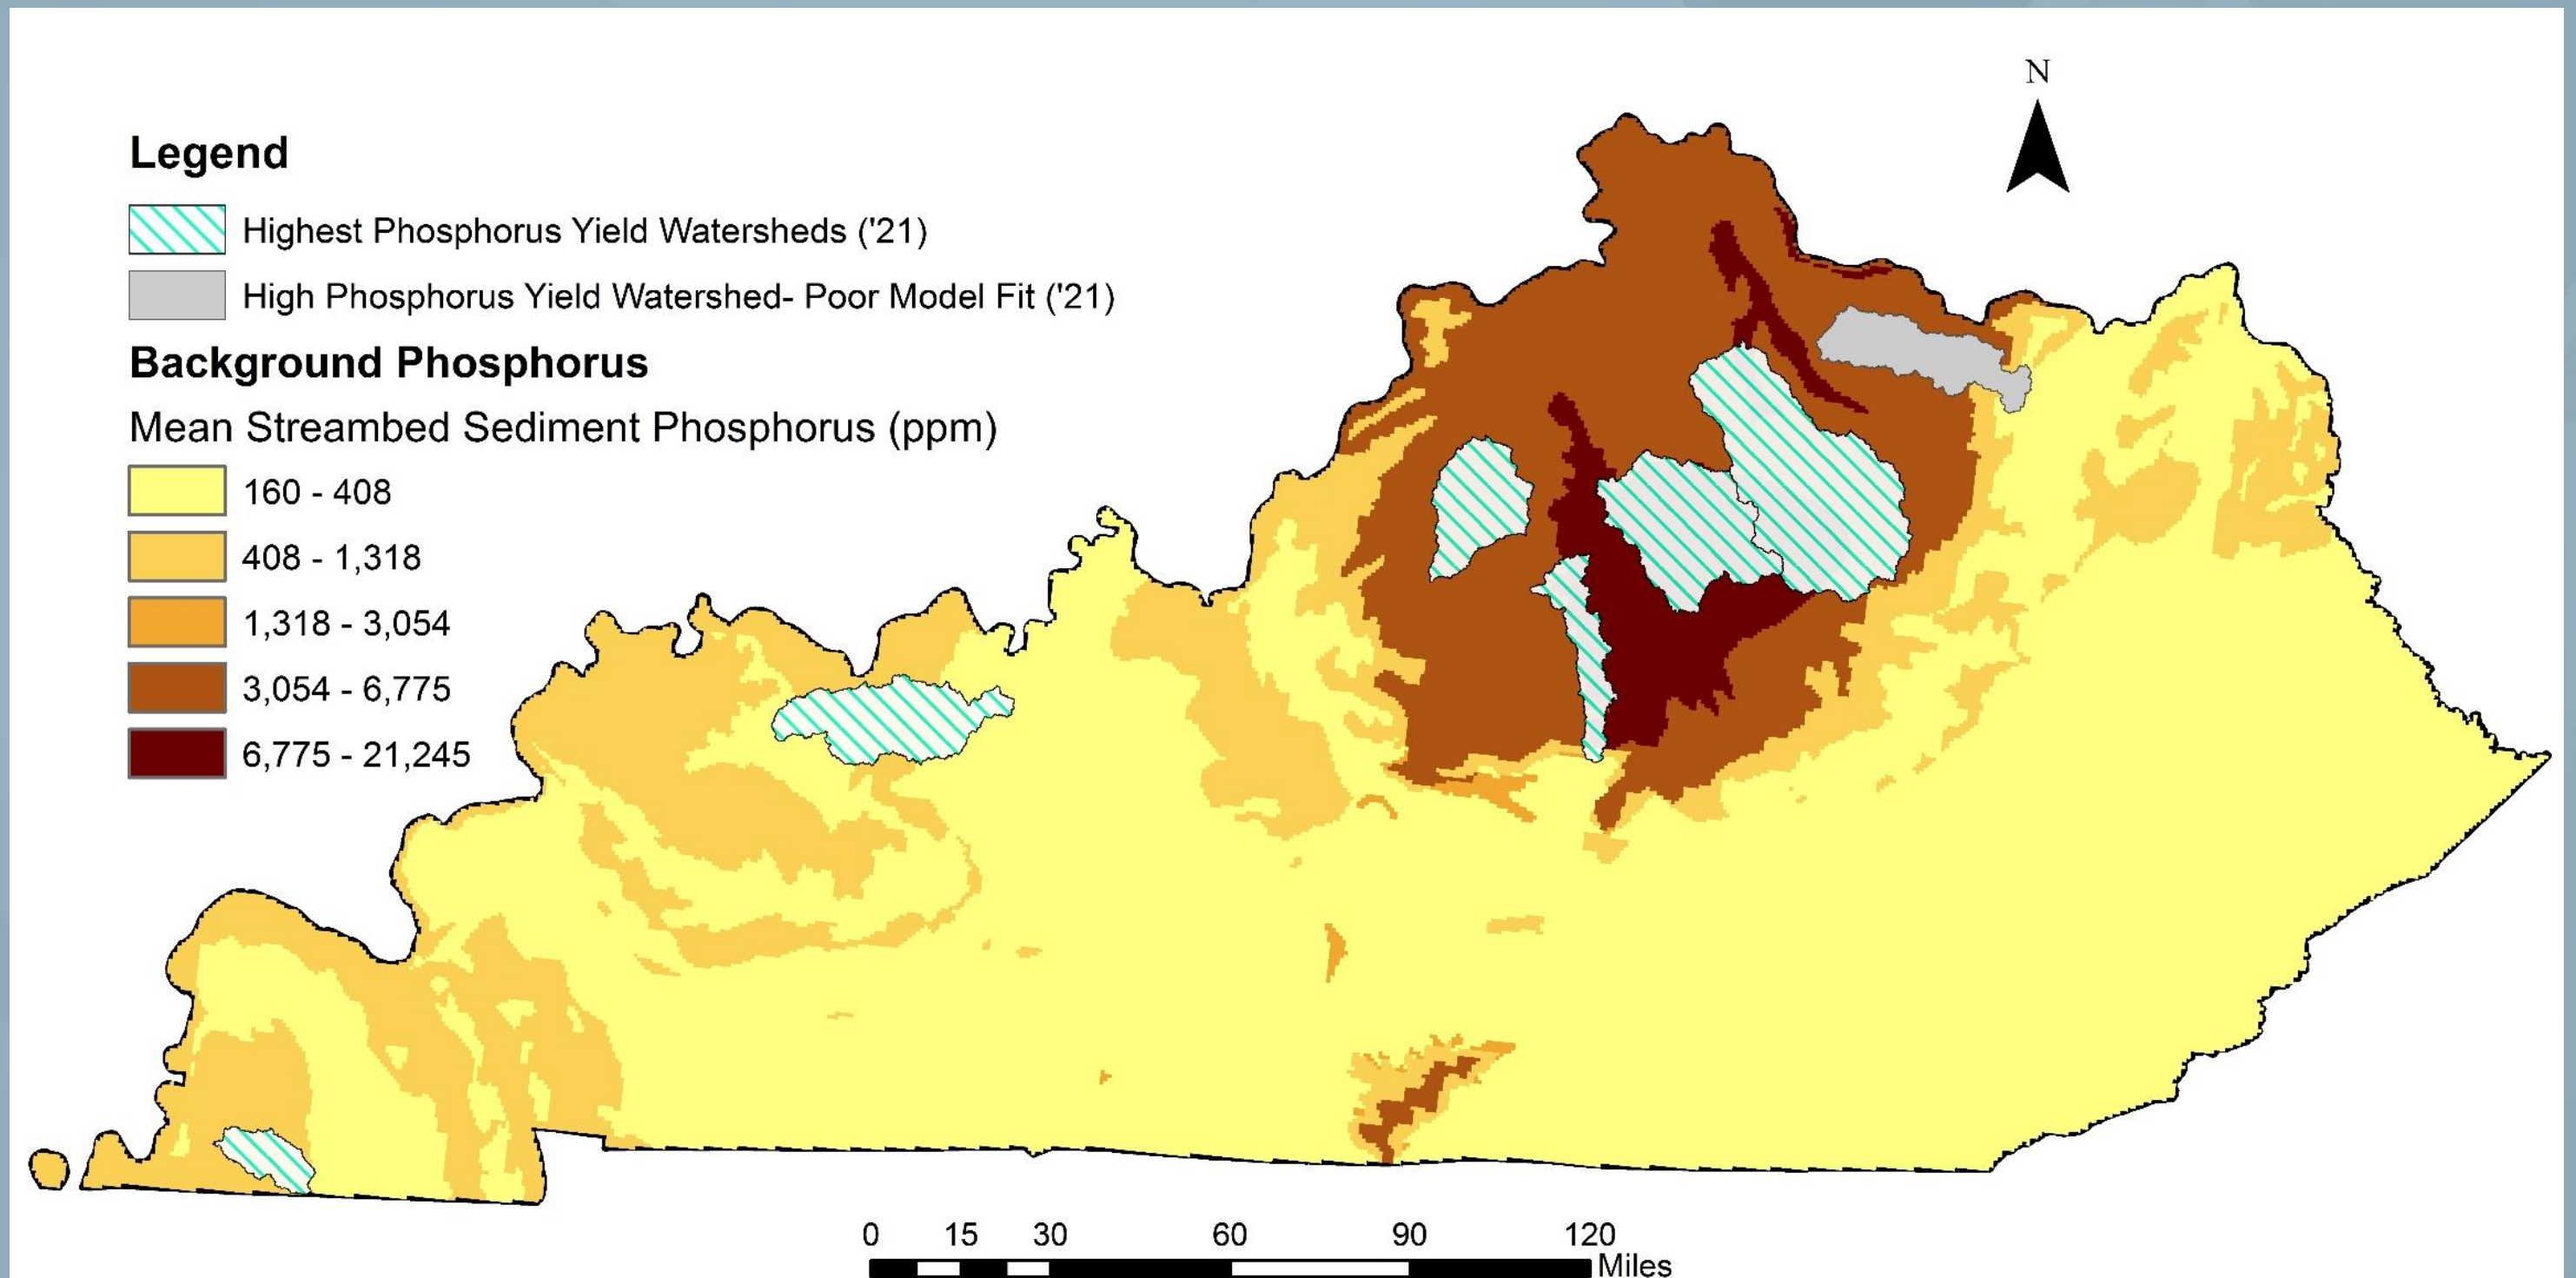 N
Legend
Highest Phosphorus Yield Watersheds ('21)
High Phosphorus Yield Watershed- Poor Model Fit ('21)
Background Phosphorus
Mean Streambed Sediment Phosphorus (ppm)
160 - 408
408 - 1,318
1,318 - 3,054
3,054 - 6,775
6,775 - 21,245
0 15 30 60 90 120
Miles